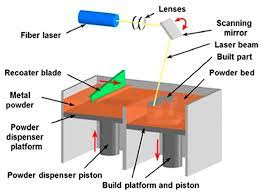 Lenses
Fiber laser
Scanning
mirror
Laser beam
Built part
Recoater blade
Powder bed
Metal
powder
Powder
dispenser
platform
Powder dispenser piston
Build platform and piston